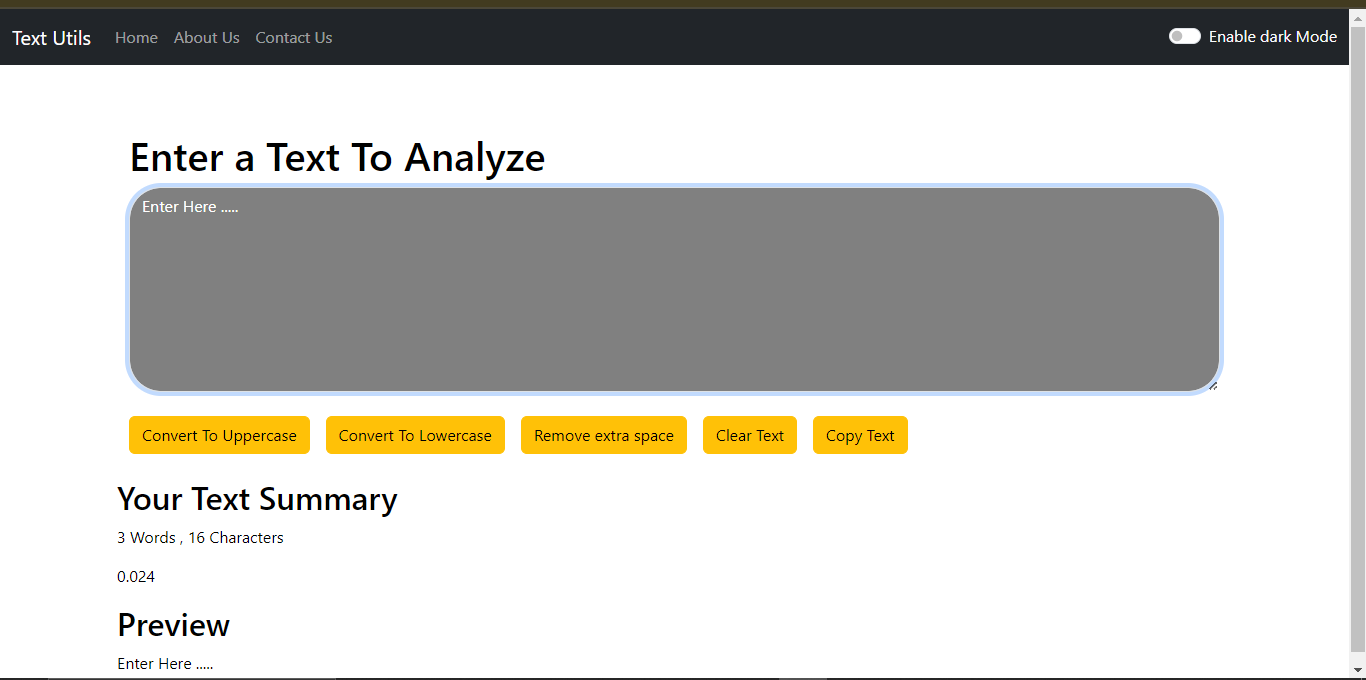 Text Utils Home About Us Contact Us Enable dark Mode
Enter a Text To Analyze
Enter Here .....
Convert To Uppercase Convert To Lowercase Remove extra space Clear Text Copy Text
Your Text Summary
3 Words , 16 Characters
0.024
Preview
Enter Here .....